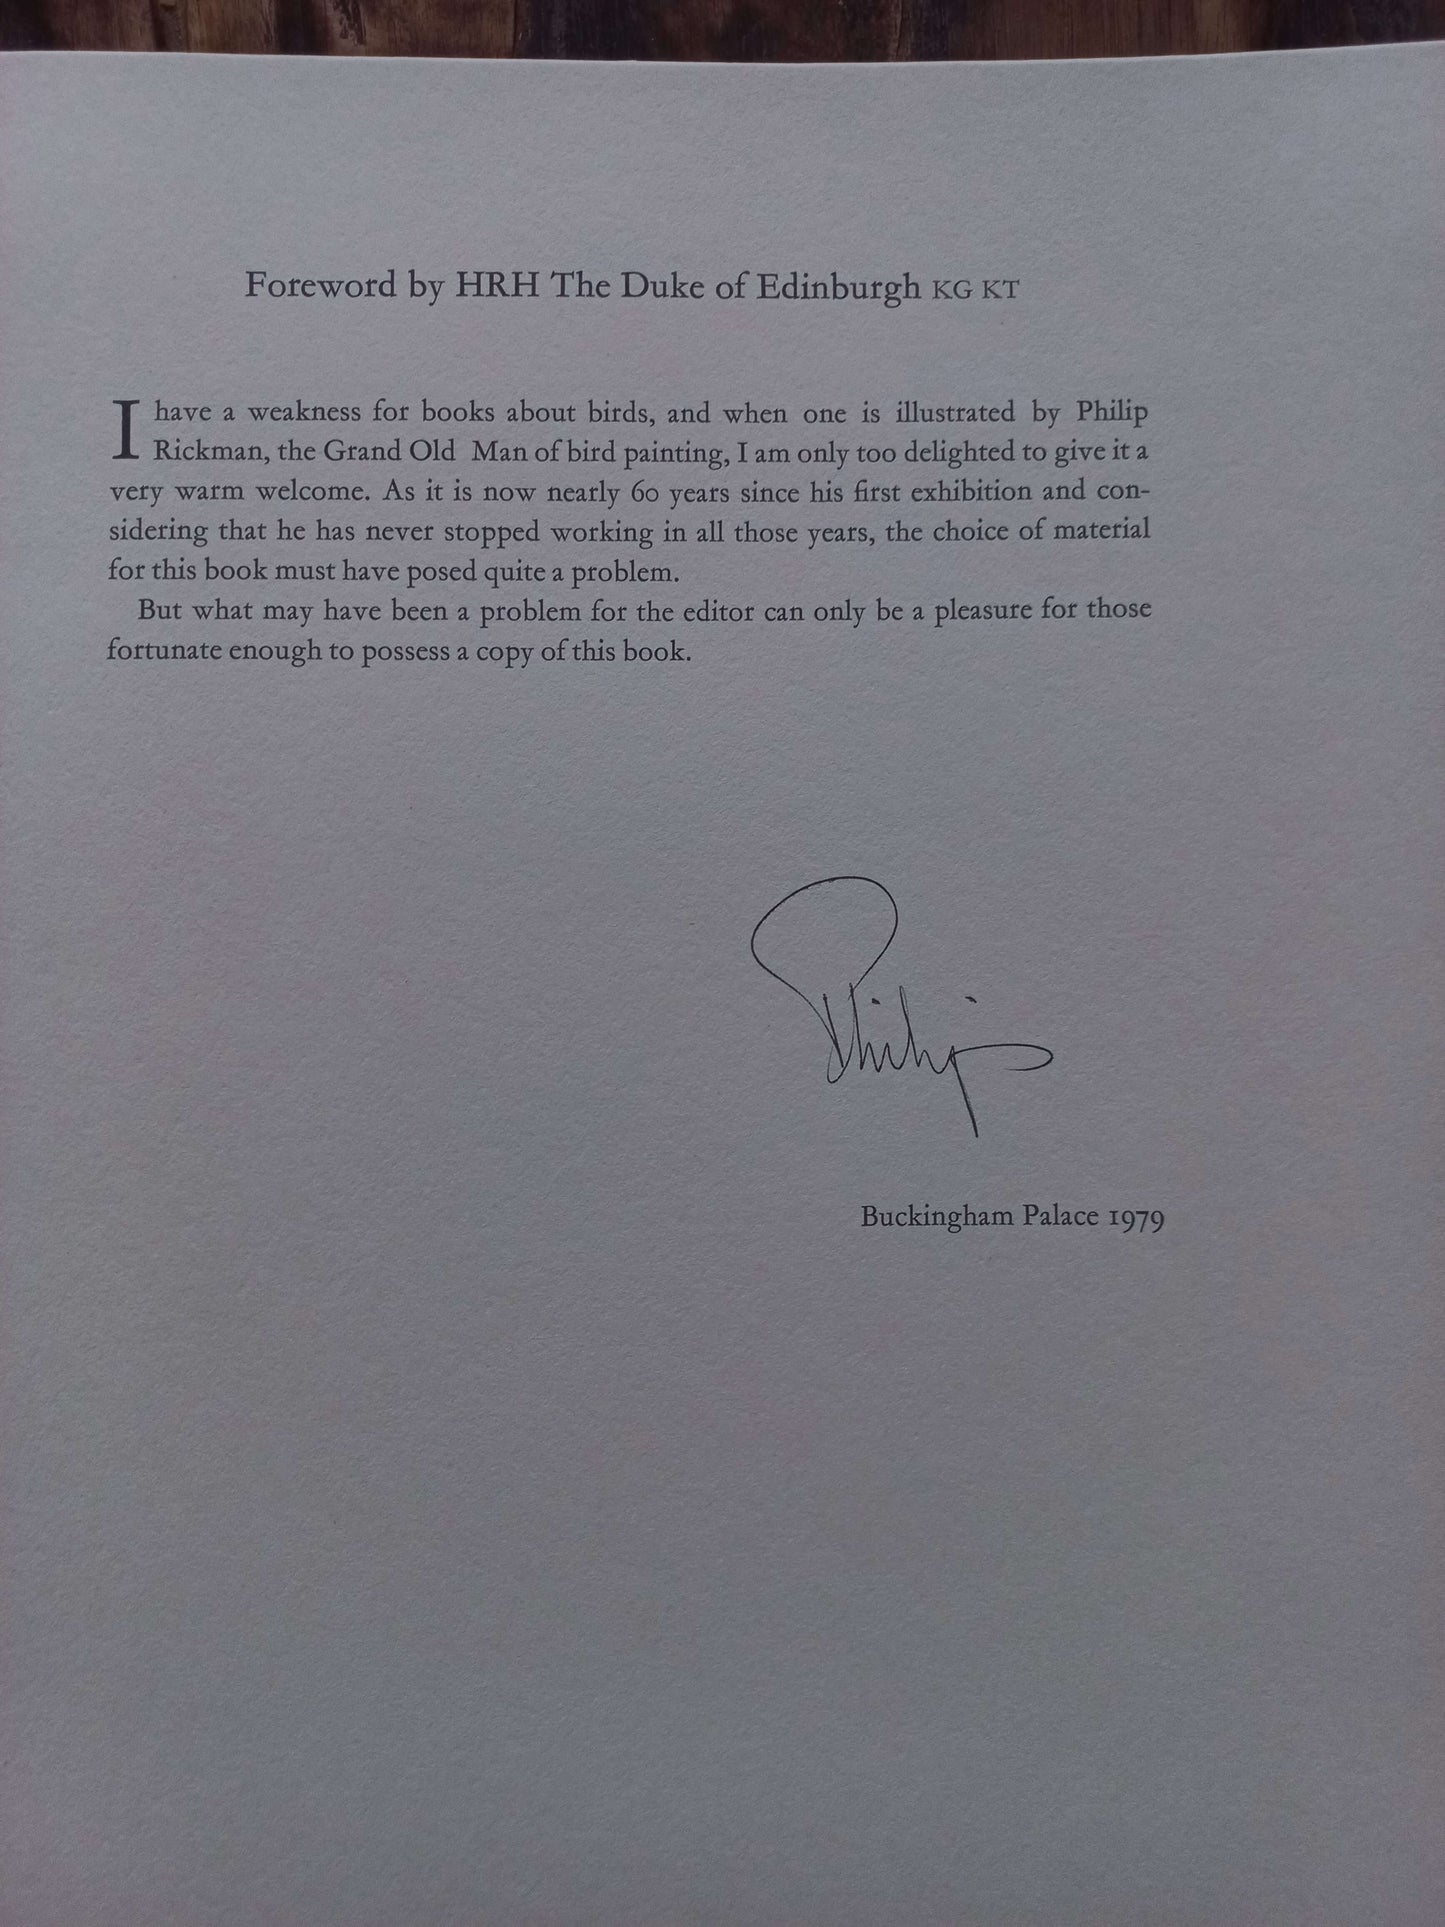 Foreword by HRH The Duke of Edinburgh KG KT
I have a weakness for books about birds, and when one is illustrated by Philip
Rickman, the Grand Old Man of bird painting, I am only too delighted to give it a
very warm welcome. As it is now nearly 60 years since his first exhibition and con-
sidering that he has never stopped working in all those years, the choice of material
for this book must have posed quite a problem.
But what may have been a problem for the editor can only be a pleasure for those
fortunate enough to possess a copy of this book.
Philip
Buckingham Palace 1979